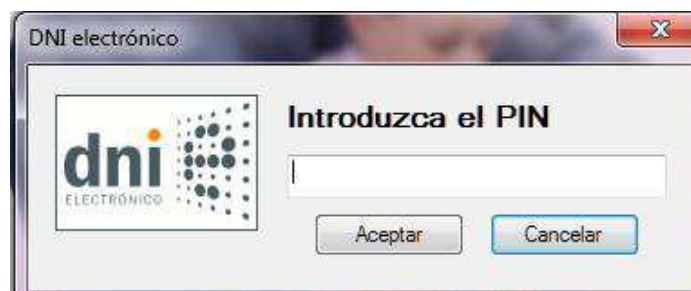 DNI electrónico
Introduzca el PIN
dni
ELECTRÓNICO
Aceptar
Cancelar